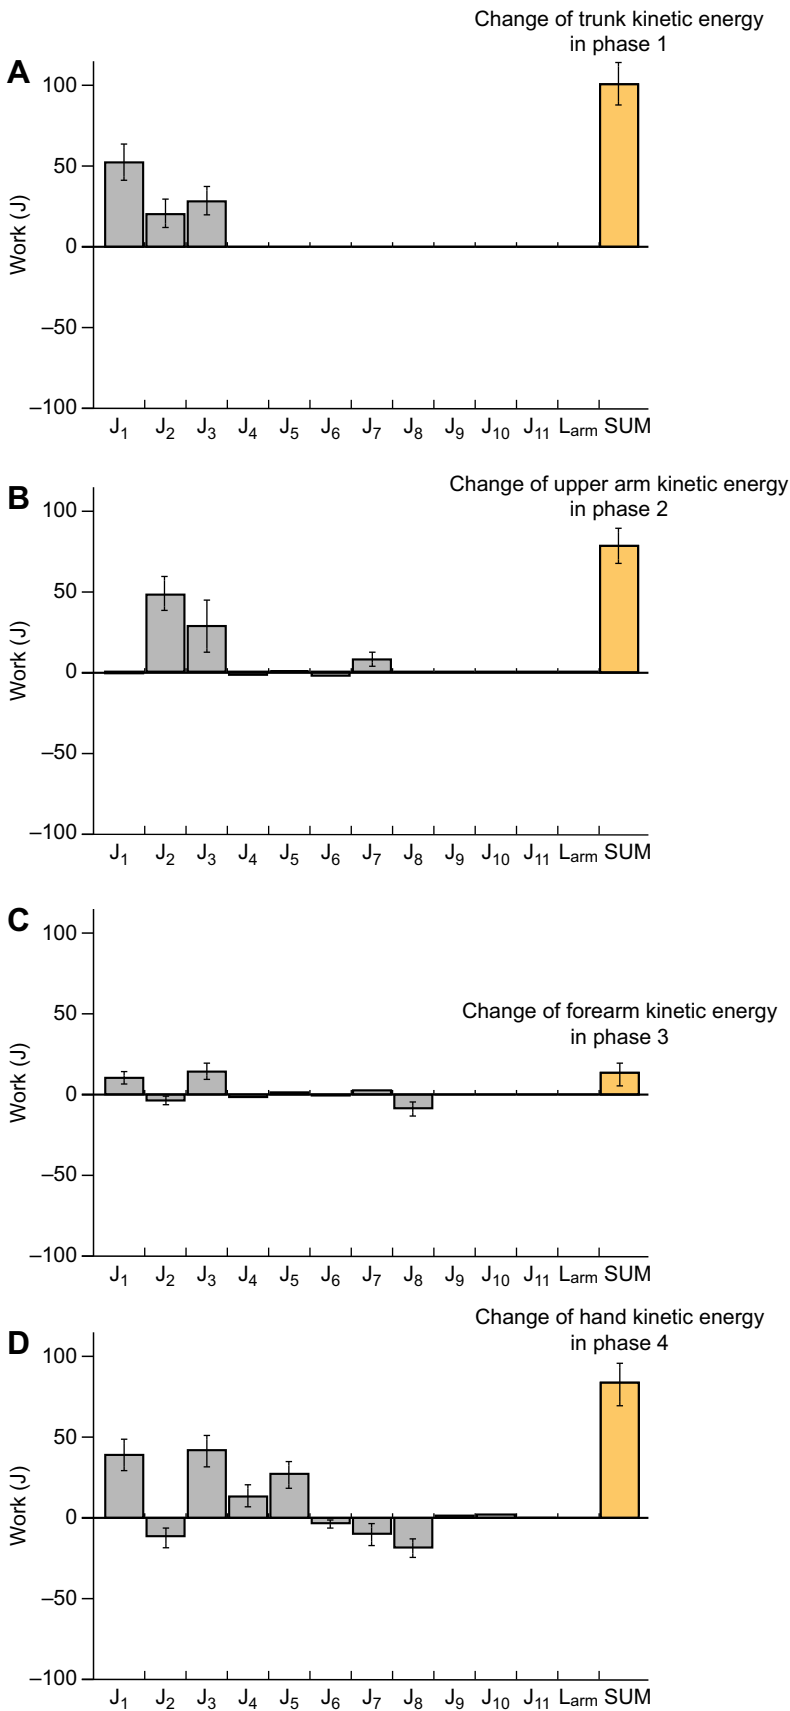 Change of trunk kinetic energy
in phase 1
A
100
50
0
–50
–100
Work (J)
J1 J2 J3 J4 J5 J6 J7 J8 J9 J10 J11 Larm SUM
Change of upper arm kinetic energy
in phase 2
B
100
50
0
–50
–100
Work (J)
J1 J2 J3 J4 J5 J6 J7 J8 J9 J10 J11 Larm SUM
C
100
Change of forearm kinetic energy
in phase 3
50
0
–50
–100
Work (J)
J1 J2 J3 J4 J5 J6 J7 J8 J9 J10 J11 Larm SUM
Change of hand kinetic energy
in phase 4
D
100
50
0
–50
–100
Work (J)
J1 J2 J3 J4 J5 J6 J7 J8 J9 J10 J11 Larm SUM